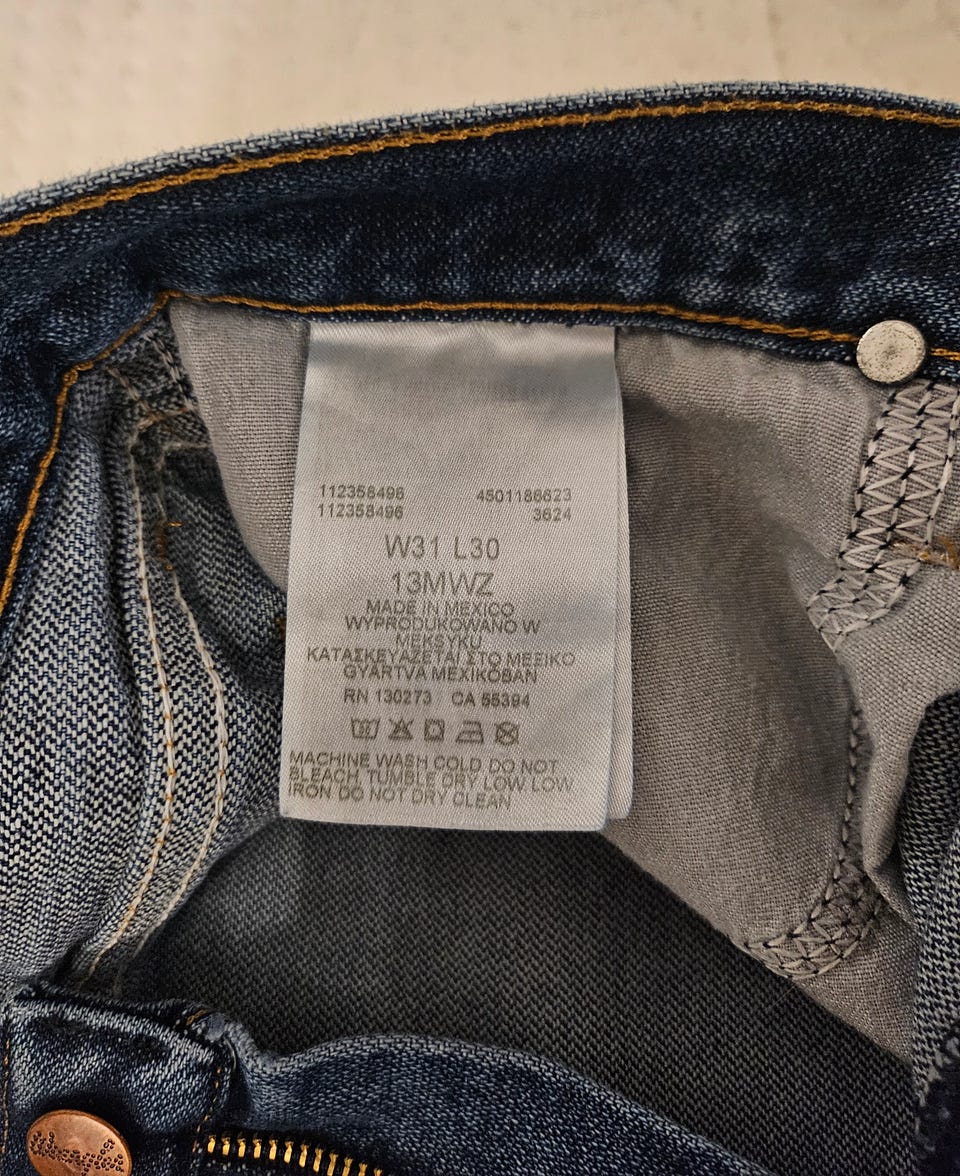 112358496 4501186623
112358496 3624
W31 L30
13MWZ
MADE IN MEXICO
WYPRODUKOWANO W
MEKSYKU
ΚΑΤΑΣΚΕΥΑΖΕΤΑΙ ΣΤΟ ΜΕΞΙΚΟ
GYÁRTVA MEXIKÓBAN
RN 130273 CA 55394
MACHINE WASH COLD DO NOT
BLEACH TUMBLE DRY LOW LOW
IRON DO NOT DRY CLEAN